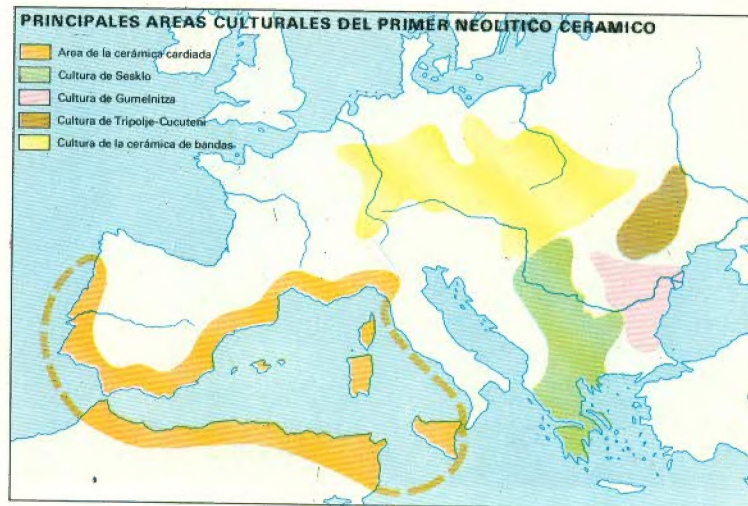 PRINCIPALES AREAS CULTURALES DEL PRIMER NEOLITICO CERAMICO
Area de la cerámica cardiada
Cultura de Sesklo
Cultura de Gumelnitza
Cultura de Tripolje-Cucuteni
Cultura de la cerámica de bandas